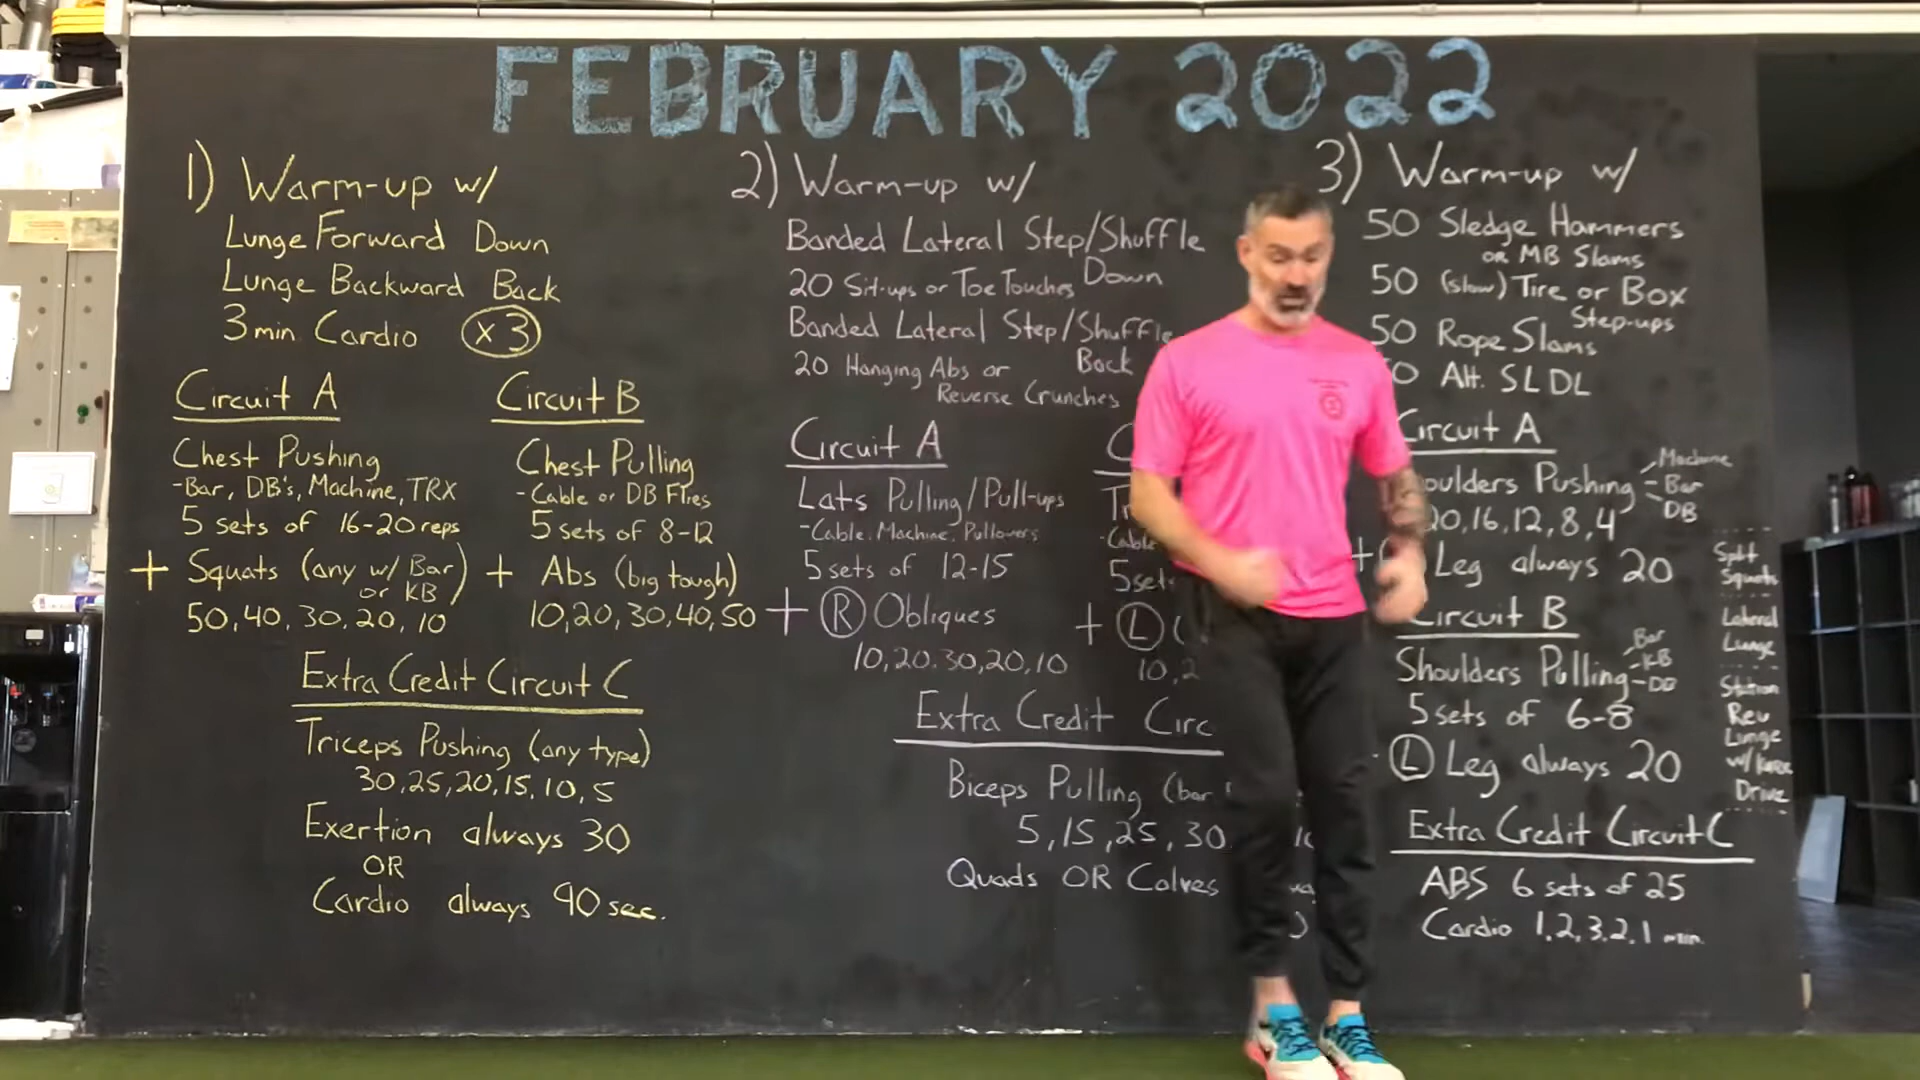 FEBRUARY 2022
1) Warm-up w/
Lunge Forward Down
Lunge Backward Back
3 min Cardio x3
Circuit A
Chest Pushing
-Bar, DB's, Machine, TRX
5 sets of 16-20 reps
+ Squats (any w/ Bar
or KB)
50, 40, 30, 20, 10
Circuit B
Chest Pulling
-Cable or DB Flies
5 sets of 8-12
+ Abs (big tough)
10, 20, 30, 40, 50
Extra Credit Circuit C
Triceps Pushing (any type)
30, 25, 20, 15, 10, 5
Exertion always 30
OR
Cardio always 90 sec.
2) Warm-up w/
Banded Lateral Step/Shuffle
Down
20 Sit-ups or Toe Touches
Banded Lateral Step/Shuffle
Back
20 Hanging Abs or
Reverse Crunches
Circuit A
Lats Pulling/Pull-ups
-Cable, Machine, Pullovers
5 sets of 12-15
+ R Obliques
10, 20, 30, 20, 10
-Cable
+ L
Extra Credit
Biceps Pulling
5, 15, 25, 30
Quads OR Calves
3) Warm-up w/
50 Sledge Hammers
or MB Slams
50 (slow) Tire or Box
Step-ups
50 Rope Slams
Alt. SLDL
Circuit A
Pushing
Machine
-Bar
DB
20, 16, 12, 8, 4
+ Leg always 20
Circuit B
Shoulders Pulling
Bar
-KB
-DB
5 sets of 6-8
L Leg always 20
Split
Squats
Lateral
Lunge
Rev
Lunge
w/ Knee
Drive
Extra Credit Circuit C
ABS 6 sets of 25
Cardio 1, 2, 3, 2, 1 min.